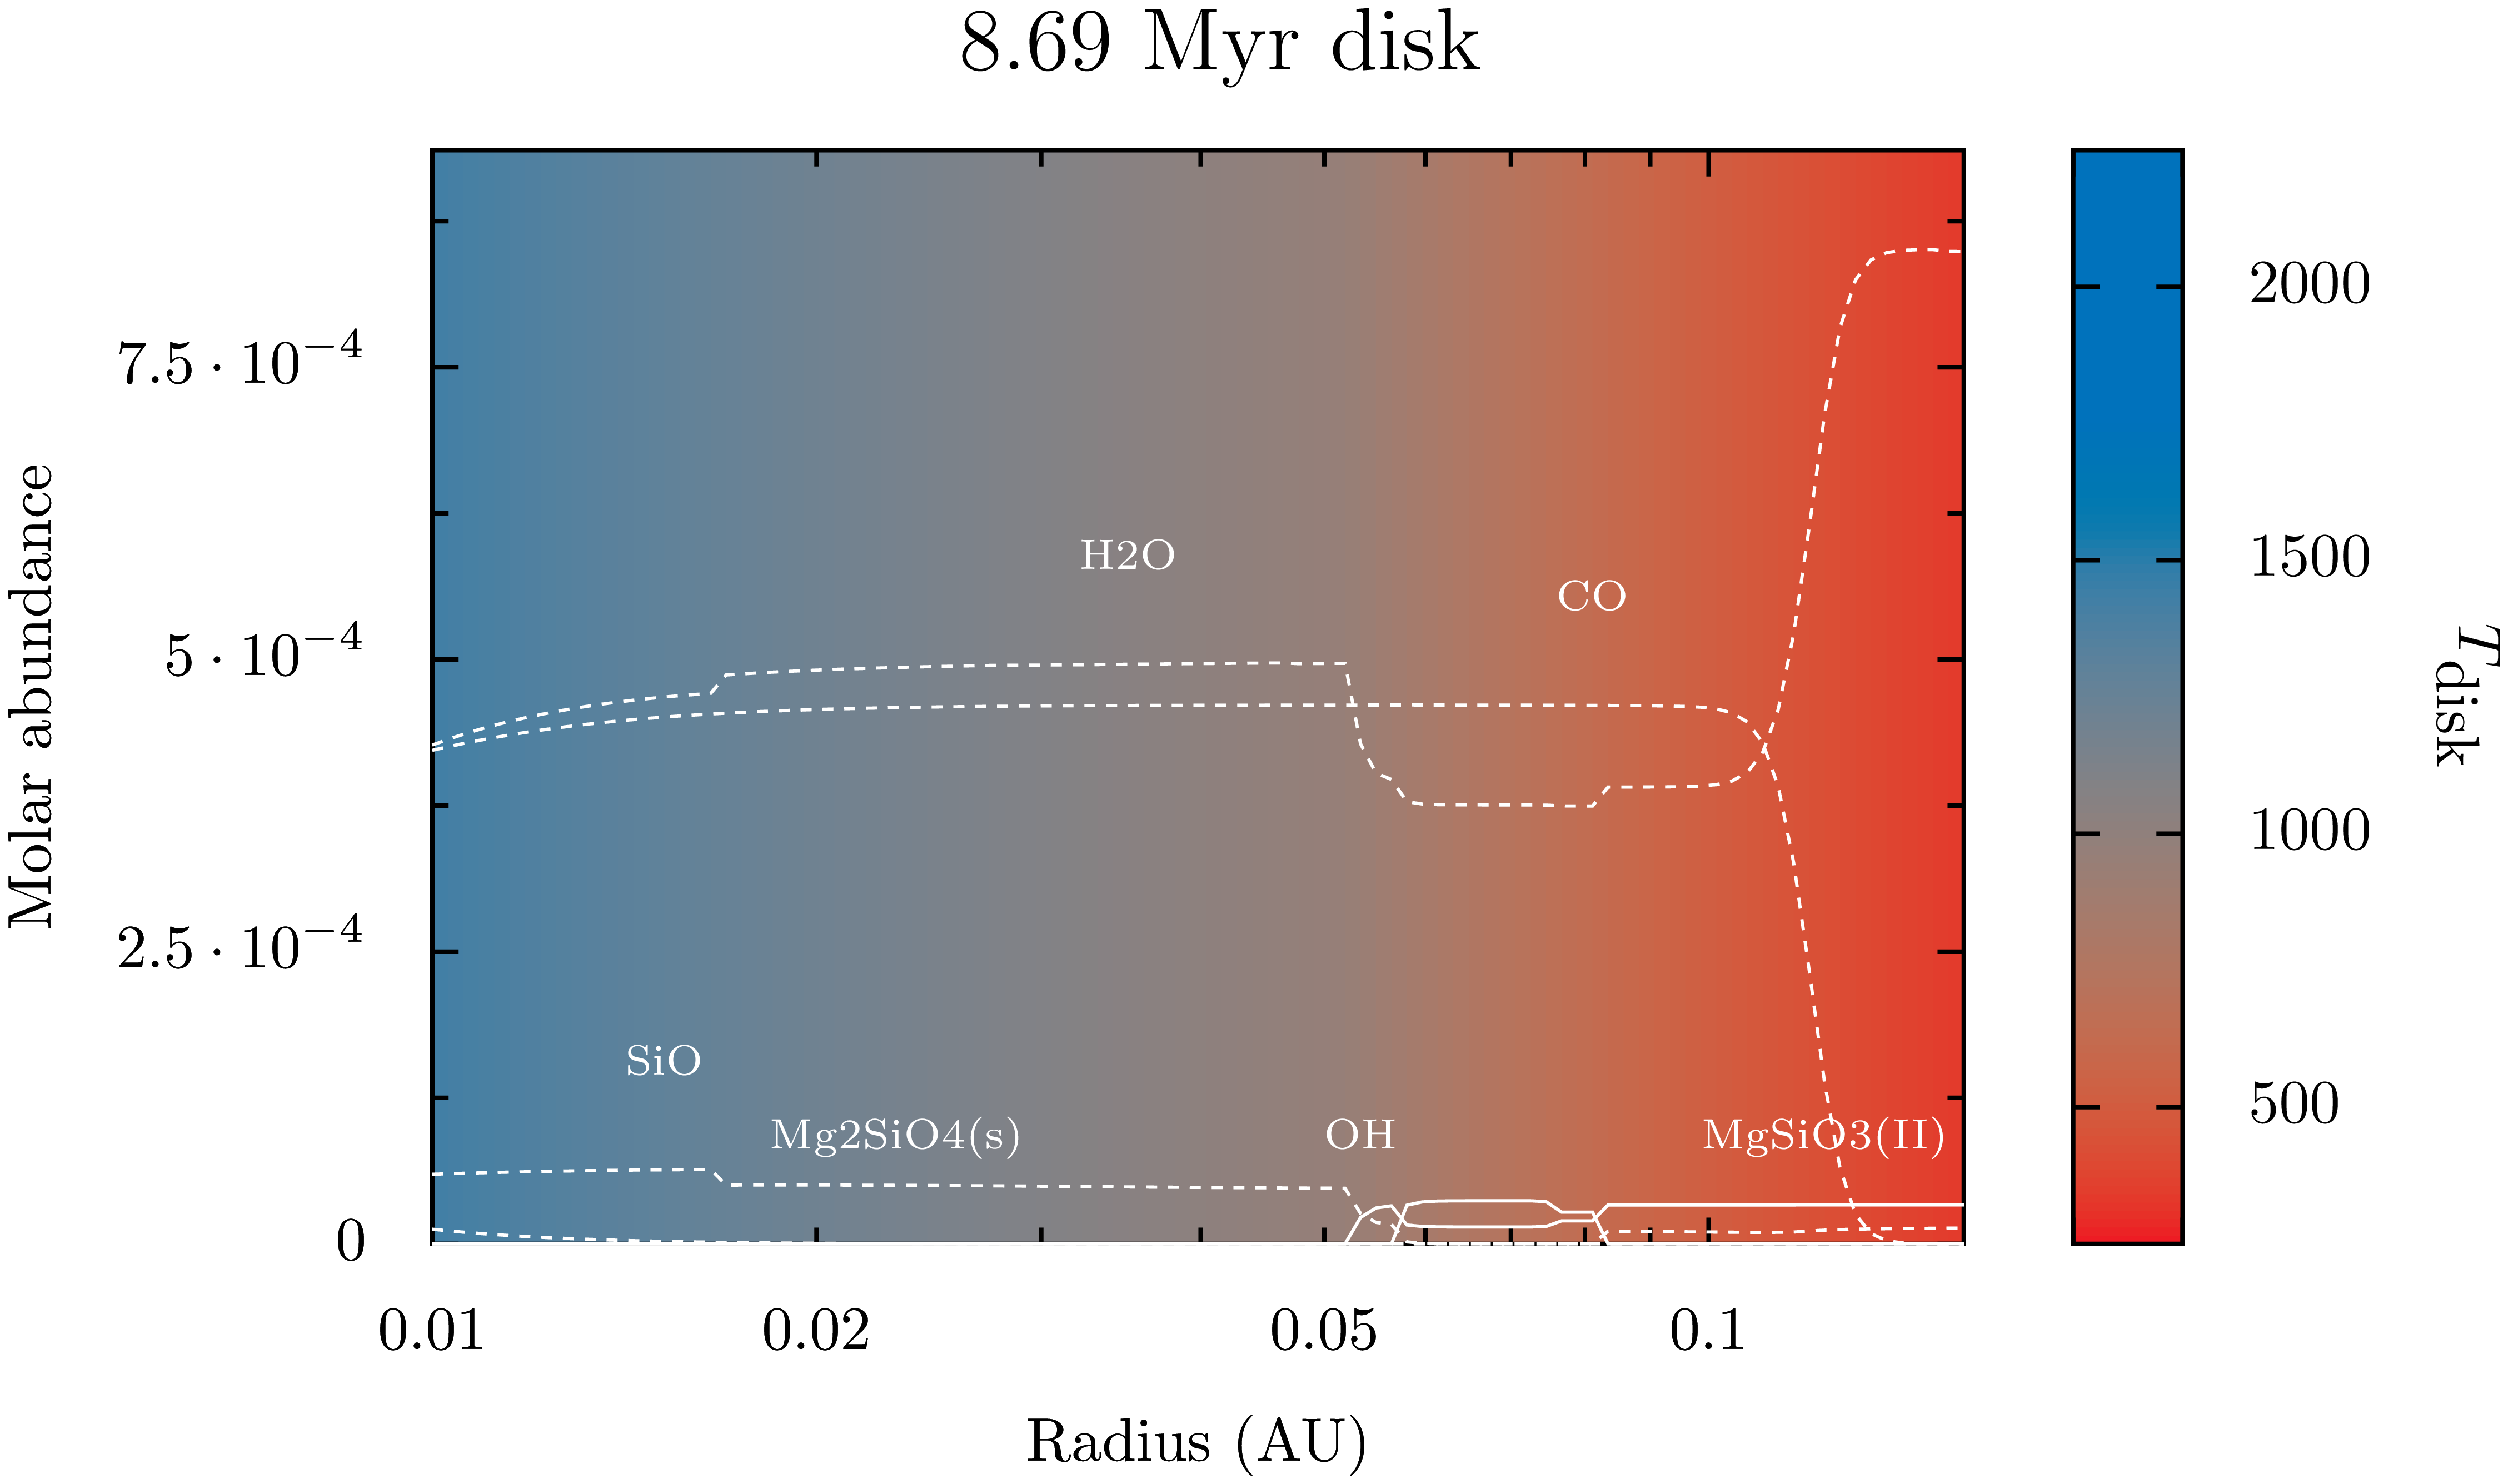 8.69 Myr disk
Molar abundance
7.5 · 10⁻⁴
5 · 10⁻⁴
2.5 · 10⁻⁴
0
H2O
CO
SiO
Mg2SiO4(s)
OH
MgSiO3(II)
0.01
0.02
0.05
0.1
Radius (AU)
2000
1500
1000
500
T_disk